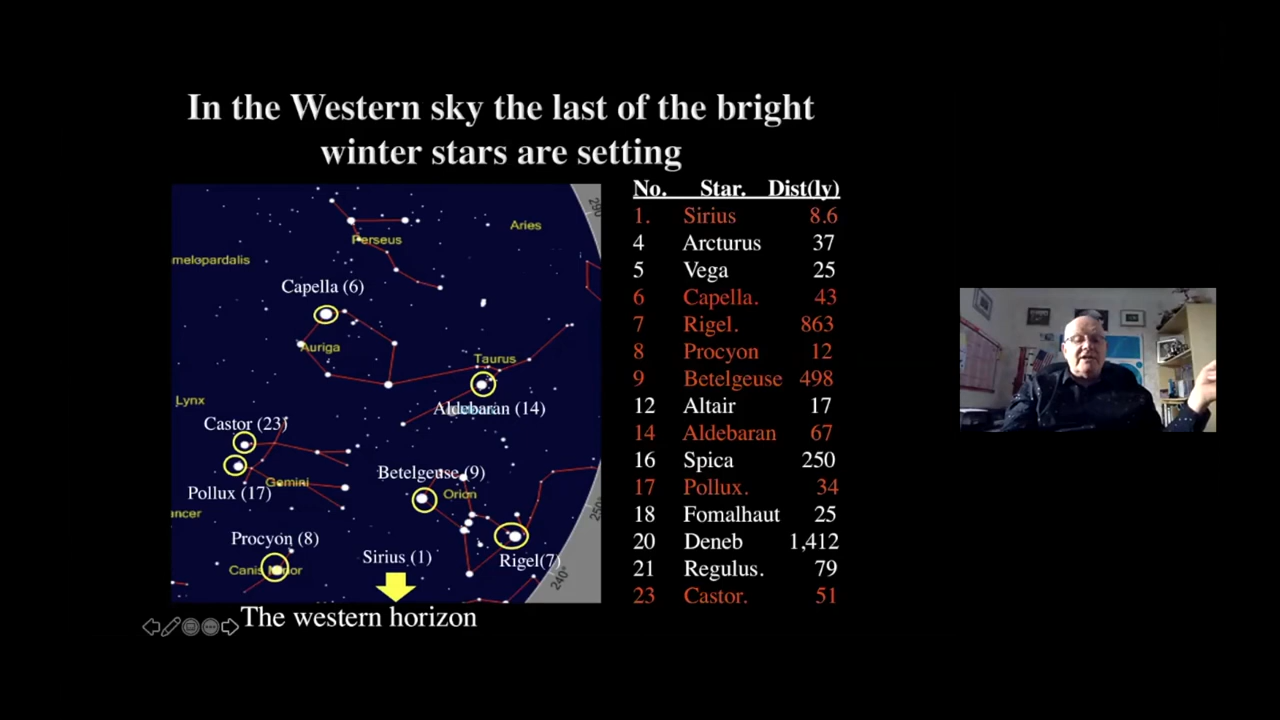 In the Western sky the last of the bright
winter stars are setting
No. Star. Dist(ly)
1. Sirius 8.6
4 Arcturus 37
5 Vega 25
6 Capella. 43
7 Rigel. 863
8 Procyon 12
9 Betelgeuse 498
12 Altair 17
14 Aldebaran 67
16 Spica 250
17 Pollux. 34
18 Fomalhaut 25
20 Deneb 1,412
21 Regulus. 79
23 Castor. 51
Aries
Perseus
melopardalis
Capella (6)
Auriga
Taurus
Lynx
Aldebaran (14)
Castor (23)
Betelgeuse (9)
Gemini
Pollux (17)
Orion
ancer
250°
Procyon (8)
Sirius (1)
Rigel(7)
Canis Minor
240°
The western horizon